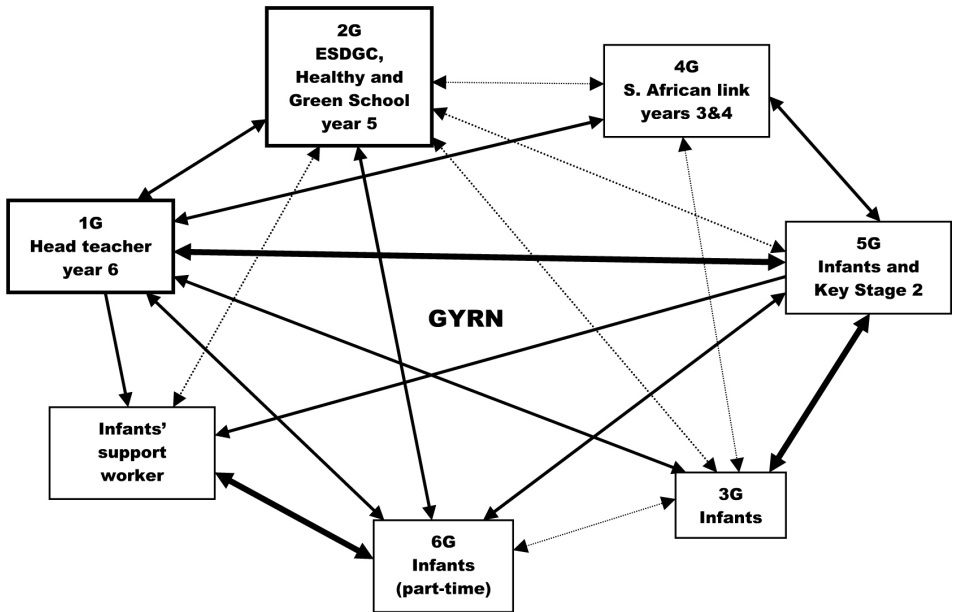 2G
ESDGC,
Healthy and
Green School
year 5
4G
S. African link
years 3&4
1G
Head teacher
year 6
5G
Infants and
Key Stage 2
GYRN
Infants’
support
worker
3G
Infants
6G
Infants
(part-time)